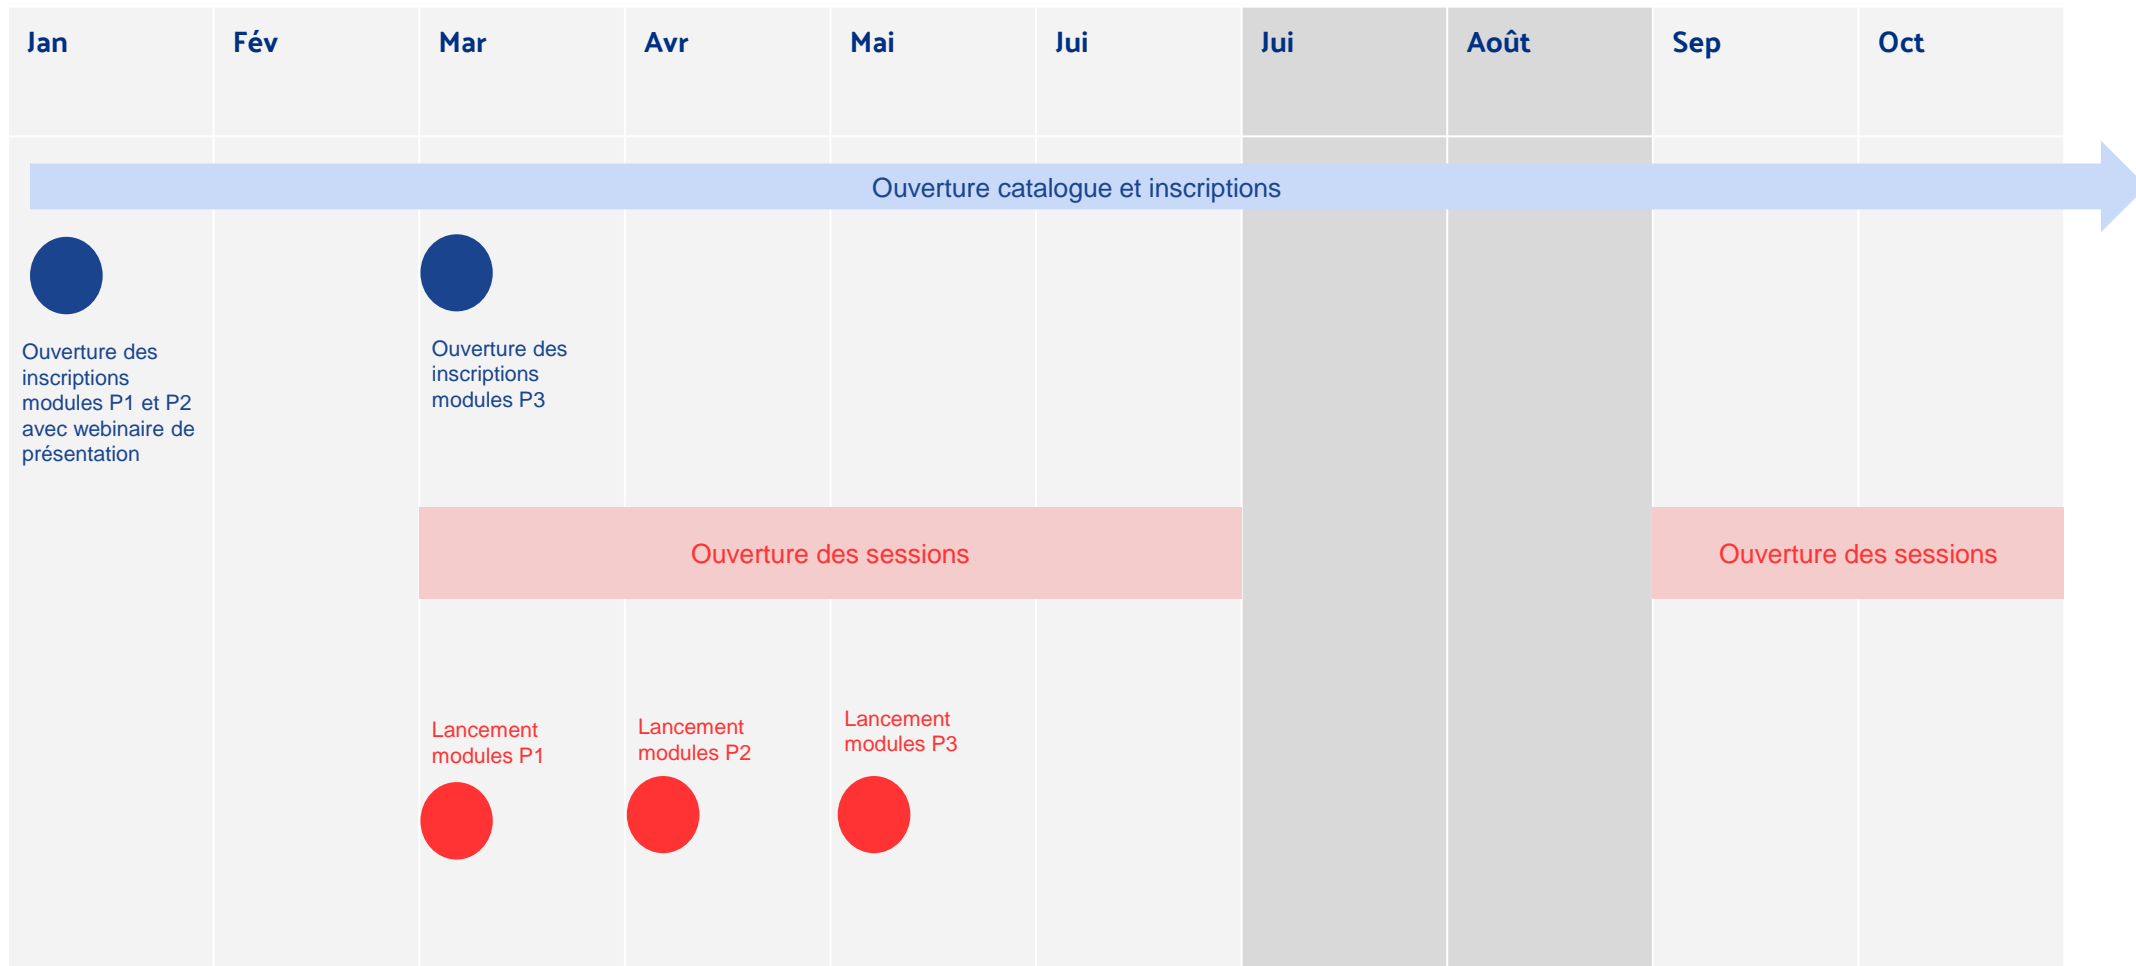 Jan Fév Mar Avr Mai Jui Jui Août Sep Oct
Ouverture catalogue et inscriptions
Ouverture des
inscriptions
modules P1 et P2
avec webinaire de
présentation
Ouverture des
inscriptions
modules P3
Ouverture des sessions
Ouverture des sessions
Lancement
modules P1
Lancement
modules P2
Lancement
modules P3